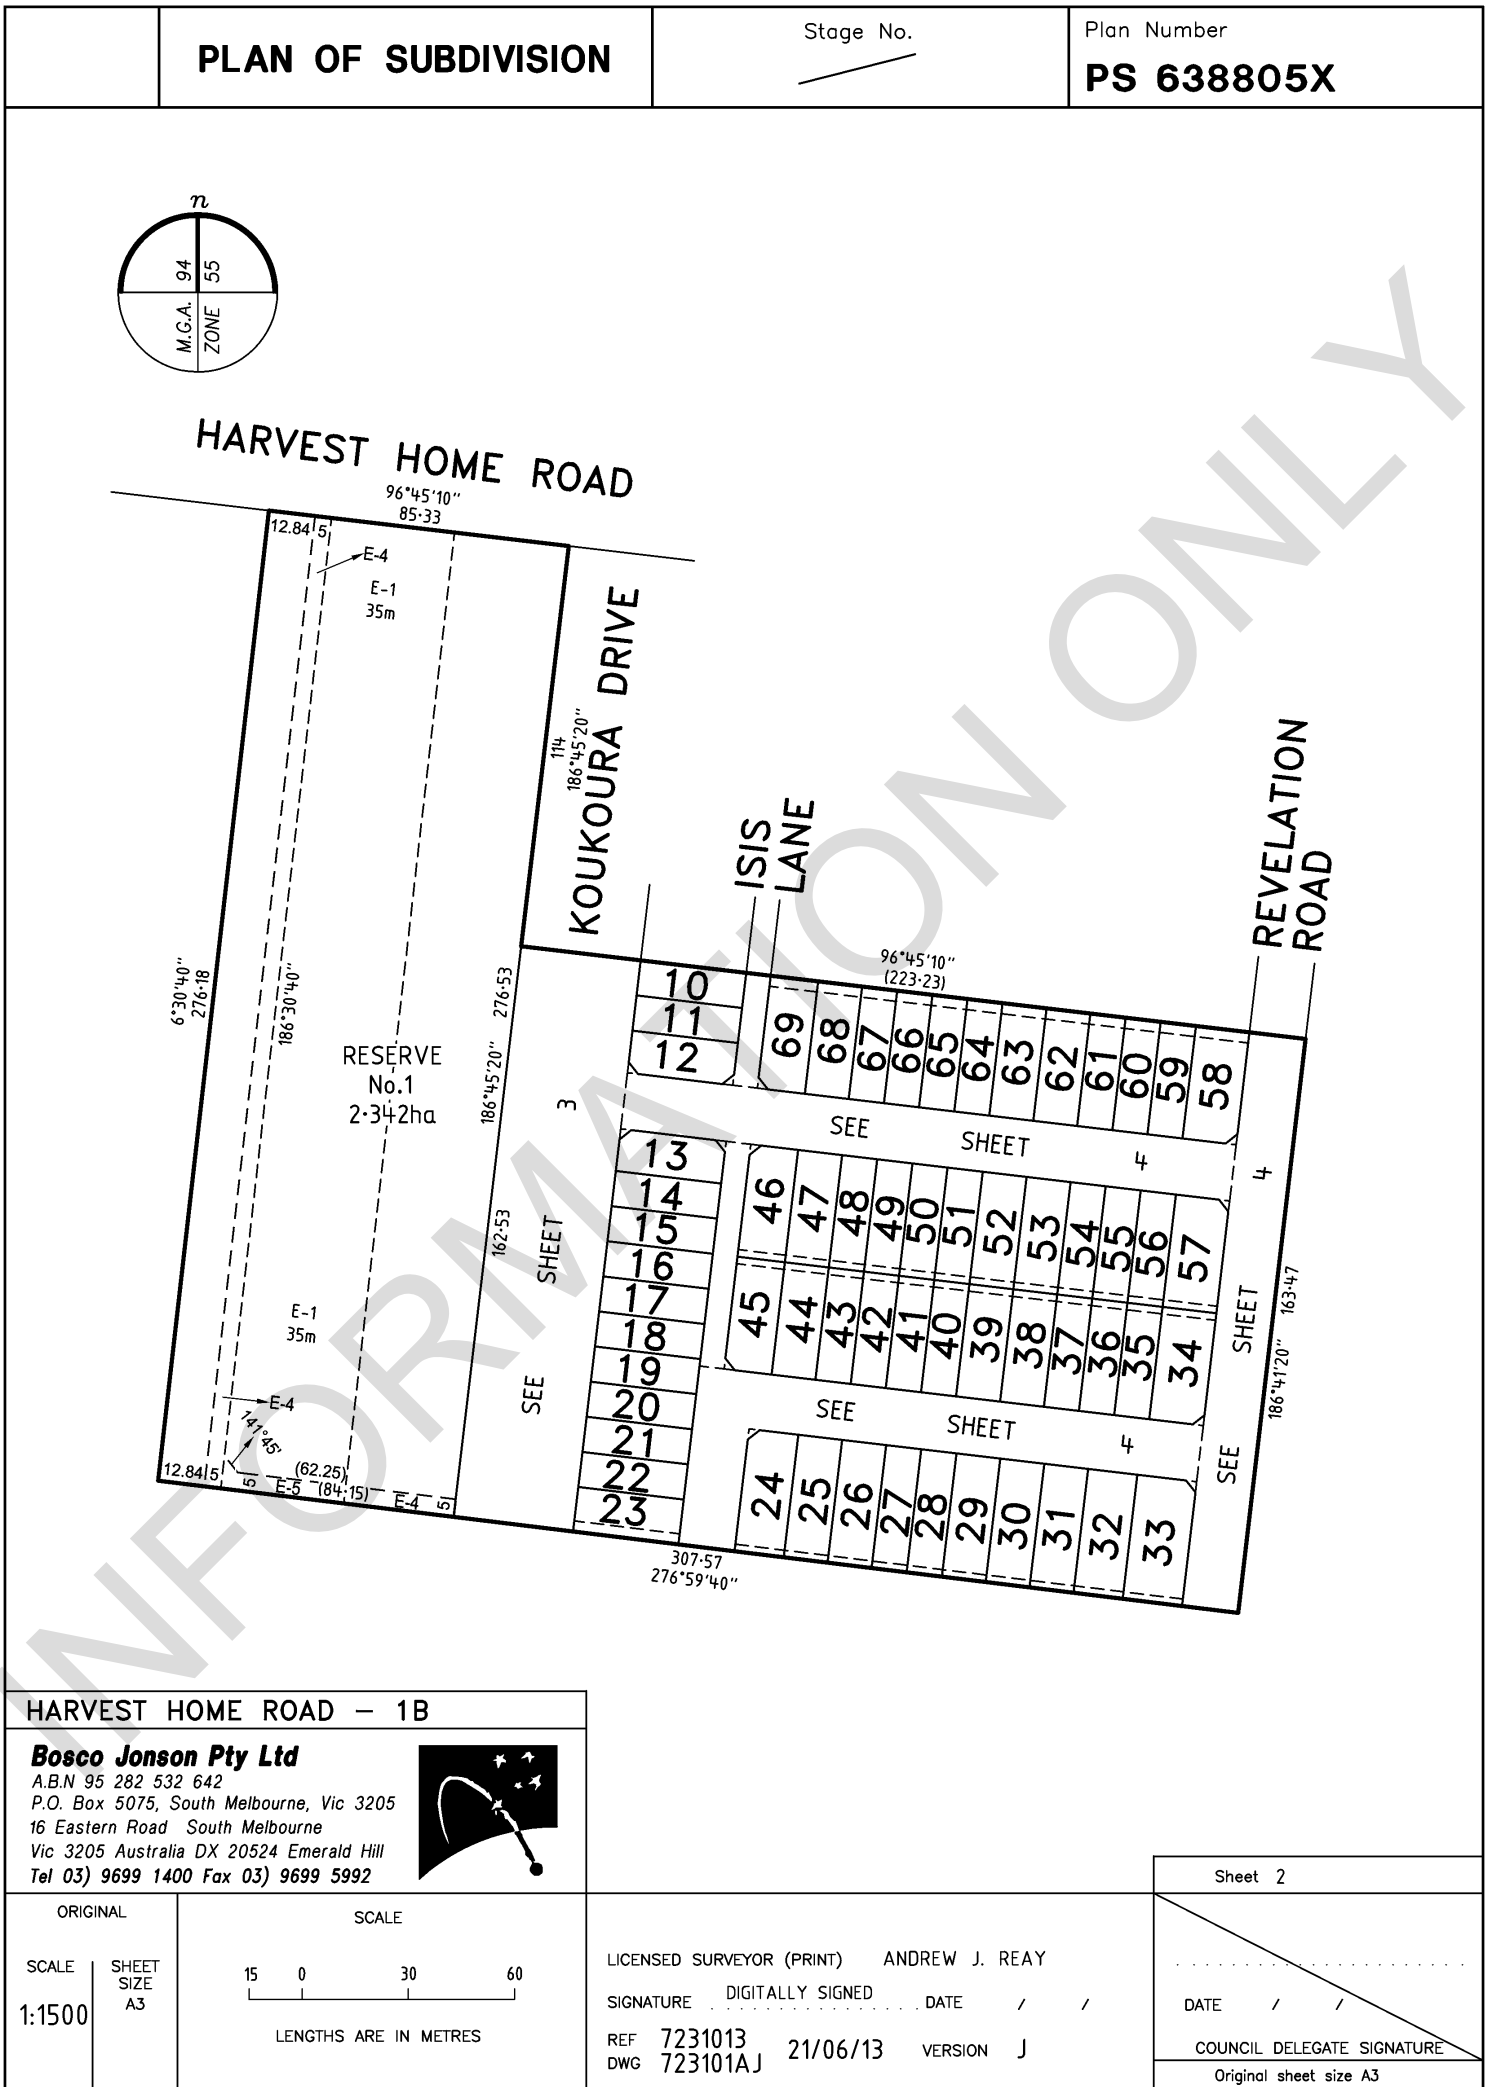 PLAN OF SUBDIVISION
Stage No.
Plan Number
PS 638805X
n
M.G.A. 94
ZONE 55
HARVEST HOME ROAD
96°45'10"
85·33
12.84 5
E-4
E-1
35m
KOUKOURA DRIVE
114
186°45'20"
ISIS
LANE
REVELATION
ROAD
96°45'10"
(223·23)
6°30'40"
276·18
186°30'40"
186°45'20" 276·53
162·53
RESERVE
No.1
2·342ha
E-1
35m
E-4
141°45'
12.84 5
5
E-5
(62.25)
(84·15)
E-4
5
SEE SHEET 3
10
11
12
13
14
15
16
17
18
19
20
21
22
23
69 68 67 66 65 64 63 62 61 60 59 58
SEE SHEET 4
46 47 48 49 50 51 52 53 54 55 56 57
45 44 43 42 41 40 39 38 37 36 35 34
SEE SHEET 4
24 25 26 27 28 29 30 31 32 33
SEE SHEET 4
186°41'20" 163·47
307·57
276°59'40"
INFORMATION ONLY
HARVEST HOME ROAD – 1B
Bosco Jonson Pty Ltd
A.B.N 95 282 532 642
P.O. Box 5075, South Melbourne, Vic 3205
16 Eastern Road South Melbourne
Vic 3205 Australia DX 20524 Emerald Hill
Tel 03) 9699 1400 Fax 03) 9699 5992
ORIGINAL
SCALE
1:1500
SHEET
SIZE
A3
SCALE
15 0 30 60
LENGTHS ARE IN METRES
LICENSED SURVEYOR (PRINT) ANDREW J. REAY
SIGNATURE DIGITALLY SIGNED DATE / /
REF 7231013
DWG 723101AJ
21/06/13
VERSION J
Sheet 2
DATE / /
COUNCIL DELEGATE SIGNATURE
Original sheet size A3